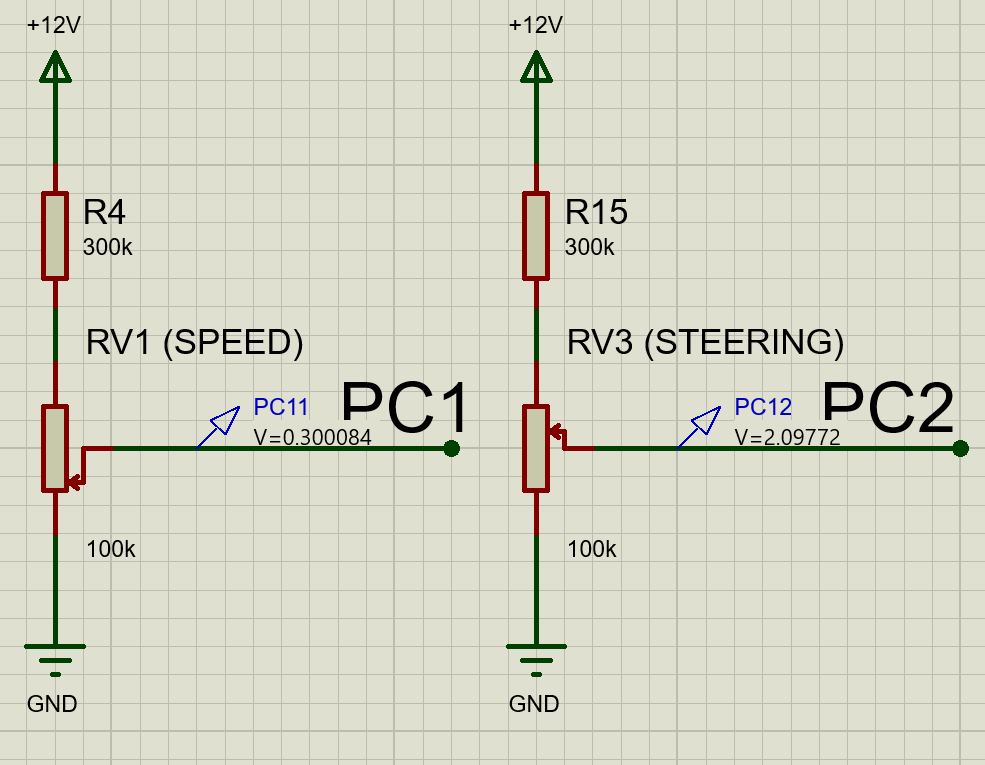 +12V
R4
300k
RV1 (SPEED)
PC11
V=0.300084
PC1
100k
GND
+12V
R15
300k
RV3 (STEERING)
PC12
V=2.09772
PC2
100k
GND